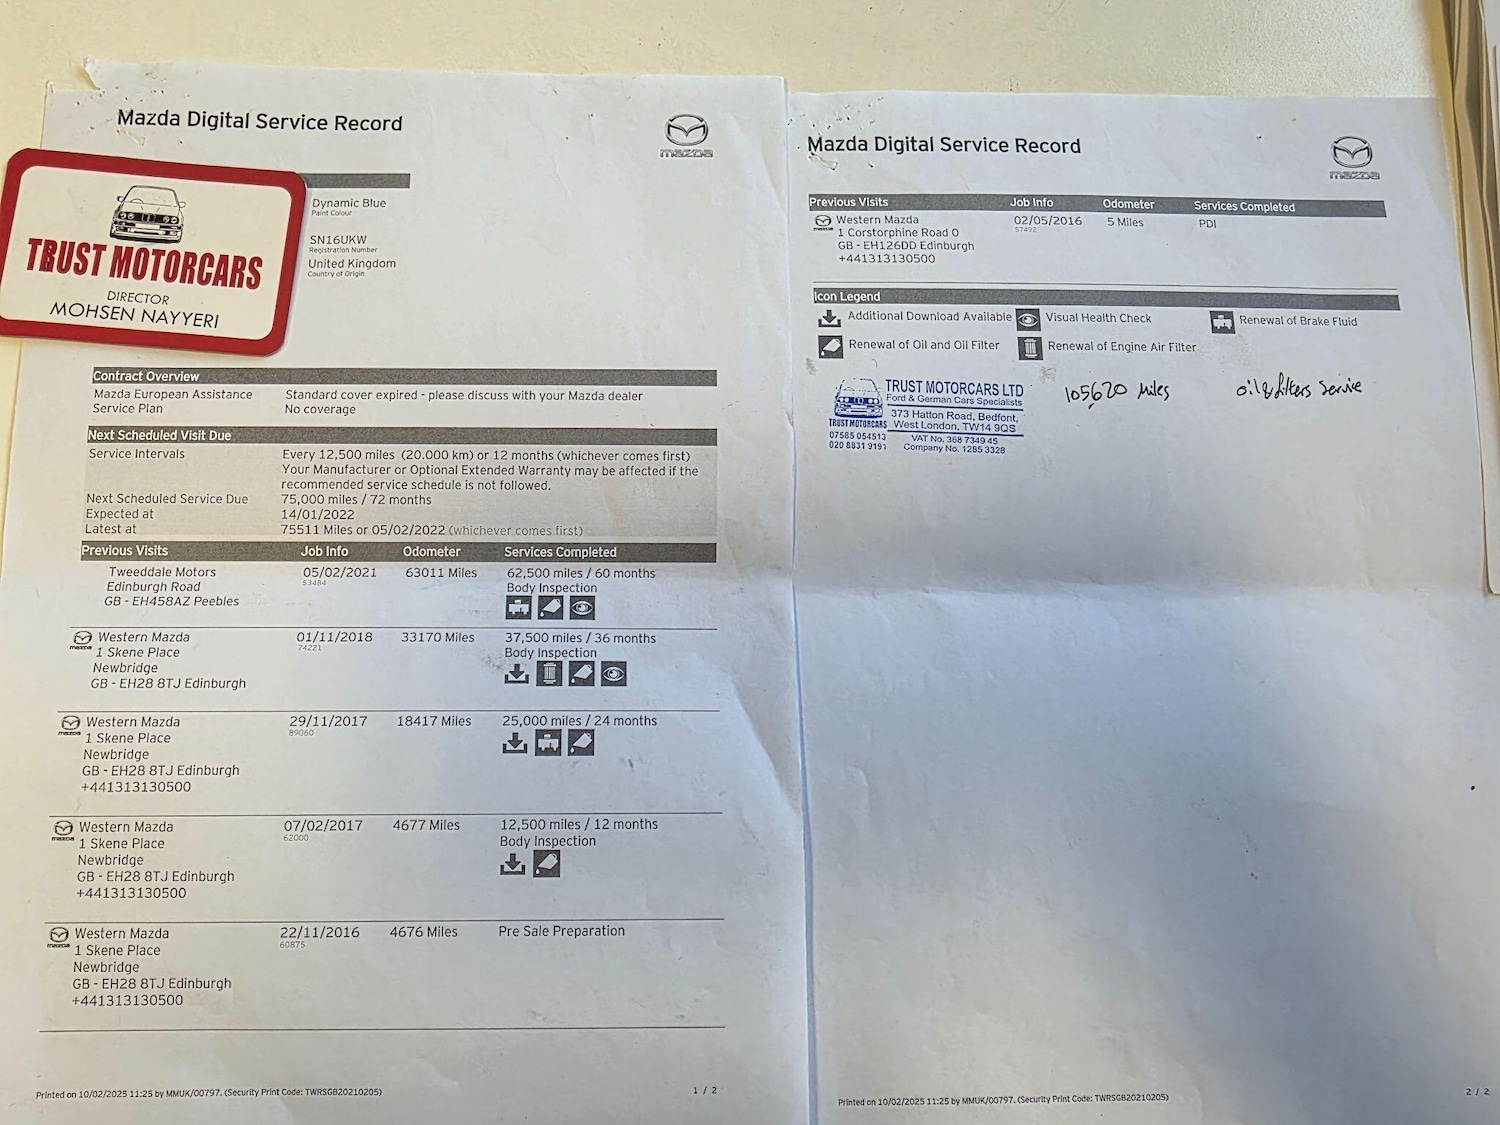 Mazda Digital Service Record
mazda
TRUST MOTORCARS
DIRECTOR
MOHSEN NAYYERI
Dynamic Blue
Paint Colour
SN16UKW
Registration Number
United Kingdom
Country of Origin
Contract Overview
Mazda European Assistance Standard cover expired - please discuss with your Mazda dealer
Service Plan No coverage
Next Scheduled Visit Due
Service Intervals Every 12,500 miles (20.000 km) or 12 months (whichever comes first)
Your Manufacturer or Optional Extended Warranty may be affected if the
recommended service schedule is not followed.
Next Scheduled Service Due 75,000 miles / 72 months
Expected at 14/01/2022
Latest at 75511 Miles or 05/02/2022 (whichever comes first)
Previous Visits Job Info Odometer Services Completed
Tweeddale Motors 05/02/2021 63011 Miles 62,500 miles / 60 months
53484
Edinburgh Road Body Inspection
GB - EH458AZ Peebles
Western Mazda 01/11/2018 33170 Miles 37,500 miles / 36 months
mazda 74221
1 Skene Place Body Inspection
Newbridge
GB - EH28 8TJ Edinburgh
Western Mazda 29/11/2017 18417 Miles 25,000 miles / 24 months
mazda 89060
1 Skene Place
Newbridge
GB - EH28 8TJ Edinburgh
+441313130500
Western Mazda 07/02/2017 4677 Miles 12,500 miles / 12 months
mazda 62000
1 Skene Place Body Inspection
Newbridge
GB - EH28 8TJ Edinburgh
+441313130500
Western Mazda 22/11/2016 4676 Miles Pre Sale Preparation
mazda 60875
1 Skene Place
Newbridge
GB - EH28 8TJ Edinburgh
+441313130500
Printed on 10/02/2025 11:25 by MMUK/00797. (Security Print Code: TWRSGB20210205) 1 / 2
Mazda Digital Service Record
mazda
Previous Visits Job Info Odometer Services Completed
Western Mazda 02/05/2016 5 Miles PDI
mazda 57492
1 Corstorphine Road 0
GB - EH126DD Edinburgh
+441313130500
Icon Legend
Additional Download Available Visual Health Check Renewal of Brake Fluid
Renewal of Oil and Oil Filter Renewal of Engine Air Filter
TRUST MOTORCARS LTD
Ford & German Cars Specialists
373 Hatton Road, Bedfont,
West London, TW14 9QS
VAT No. 368 7349 45
Company No. 1285 3328
TRUST MOTORCARS
07585 054513
020 8831 9191
105620 Miles oil & filters Service
Printed on 10/02/2025 11:25 by MMUK/00797. (Security Print Code: TWRSGB20210205) 2 / 2